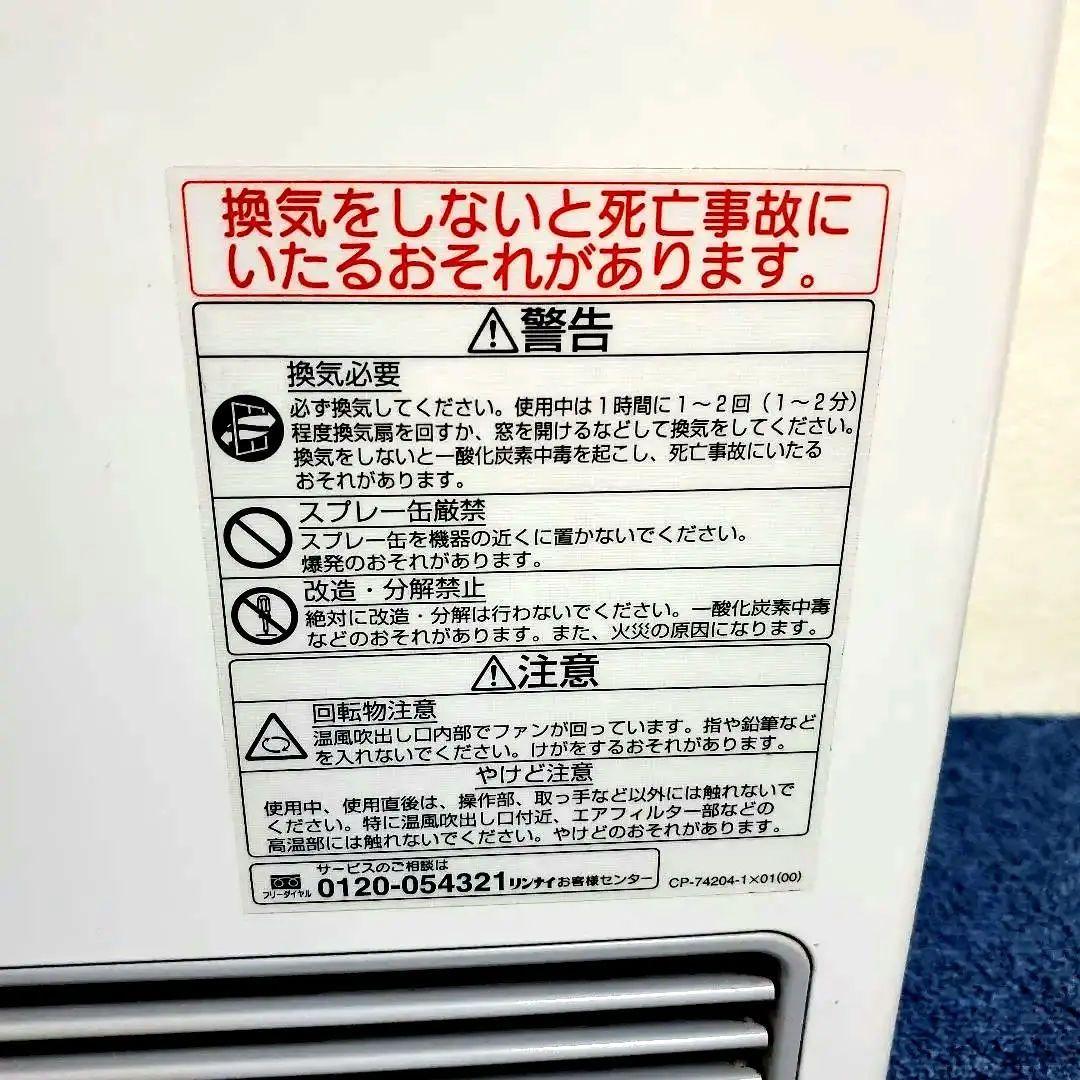 換気をしないと死亡事故に
いたるおそれがあります。
警告
換気必要
必ず換気してください。使用中は1時間に1～2回（1～2分）
程度換気扇を回すか、窓を開けるなどして換気をしてください。
換気をしないと一酸化炭素中毒を起こし、死亡事故にいたる
おそれがあります。
スプレー缶厳禁
スプレー缶を機器の近くに置かないでください。
爆発のおそれがあります。
改造・分解禁止
絶対に改造・分解は行わないでください。一酸化炭素中毒
などのおそれがあります。また、火災の原因になります。
注意
回転物注意
温風吹出し口内部でファンが回っています。指や鉛筆など
を入れないでください。けがをするおそれがあります。
やけど注意
使用中、使用直後は、操作部、取っ手など以外には触れないで
ください。特に温風吹出し口付近、エアフィルター部などの
高温部には触れないでください。やけどのおそれがあります。
サービスのご相談は
フリーダイヤル 0120-054321 リンナイお客様センター
CP-74204-1×01(00)